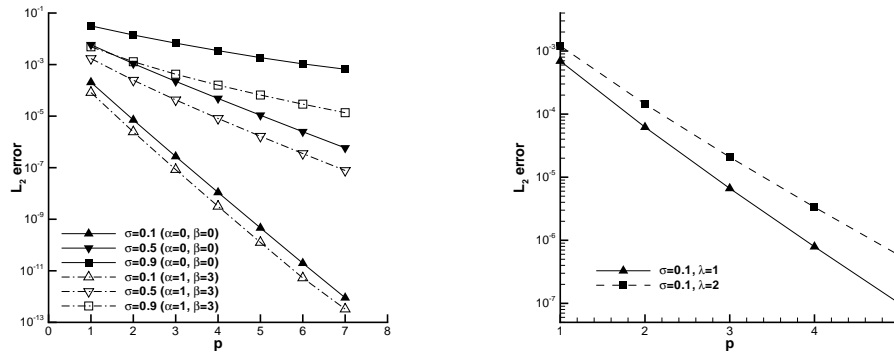 10^-1
10^-3
10^-5
10^-7
10^-9
10^-11
10^-13
L_2 error
σ=0.1 (α=0, β=0)
σ=0.5 (α=0, β=0)
σ=0.9 (α=0, β=0)
σ=0.1 (α=1, β=3)
σ=0.5 (α=1, β=3)
σ=0.9 (α=1, β=3)
0 1 2 3 4 5 6 7 8
p
10^-3
10^-4
10^-5
10^-6
10^-7
L_2 error
σ=0.1, λ=1
σ=0.1, λ=2
1 2 3 4
p